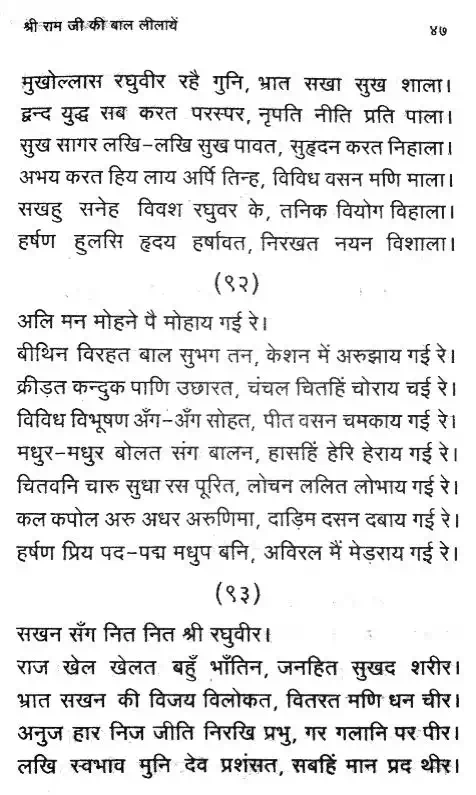 श्री राम जी की बाल लीलायें
४७
मुखोल्लास रघुवीर रहै गुनि, भ्रात सखा सुख शाला।
द्वन्द युद्ध सब करत परस्पर, नृपति नीति प्रति पाला।
सुख सागर लखि-लखि सुख पावत, सुहृदन करत निहाला।
अभय करत हिय लाय अर्पि तिन्ह, विविध वसन मणि माला।
सखहु सनेह विवश रघुवर के, तनिक वियोग विहाला।
हर्षण हुलसि हृदय हर्षावत, निरखत नयन विशाला।
(९२)
अलि मन मोहने पै मोहाय गई रे।
बीथिन विरहत बाल सुभग तन, केशन में अरुझाय गई रे।
क्रीड़त कन्दुक पाणि उछारत, चंचल चितहिं चोराय चई रे।
विविध विभूषण अँग-अँग सोहत, पीत वसन चमकाय गई रे।
मधुर-मधुर बोलत संग बालन, हासहिं हेरि हेराय गई रे।
चितवनि चारु सुधा रस पूरित, लोचन ललित लोभाय गई रे।
कल कपोल अरु अधर अरुणिमा, दाड़िम दसन दबाय गई रे।
हर्षण प्रिय पद-पद्म मधुप बनि, अविरल मैं मेड़राय गई रे।
(९३)
सखन सँग नित नित श्री रघुवीर।
राज खेल खेलत बहुँ भाँतिन, जनहित सुखद शरीर।
भ्रात सखन की विजय विलोकत, वितरत मणि धन चीर।
अनुज हार निज जीति निरखि प्रभु, गर गलानि पर पीर।
लखि स्वभाव मुनि देव प्रशंसत, सबहिं मान प्रद थीर।